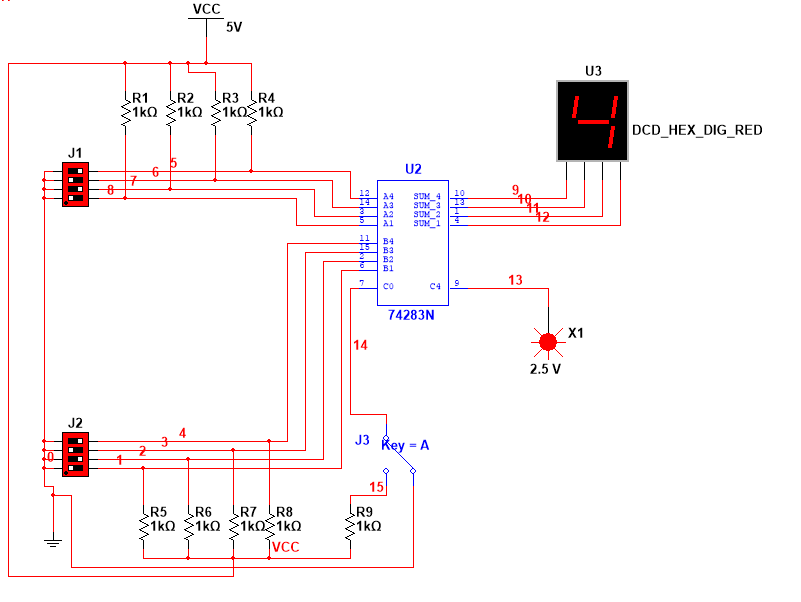 VCC
5V
U3
R1
1kΩ
R2
1kΩ
R3
1kΩ
R4
1kΩ
4
DCD_HEX_DIG_RED
J1
5
6
7
8
U2
12 A4 SUM_4 10
14 A3 SUM_3 13
3 A2 SUM_2 1
5 A1 SUM_1 4
11 B4
15 B3
2 B2
6 B1
7 C0 C4 9
74283N
9
10
11
12
13
X1
2.5 V
14
J2
4
3
2
1
0
J3
Key = A
15
R5
1kΩ
R6
1kΩ
R7
1kΩ
R8
1kΩ
R9
1kΩ
VCC